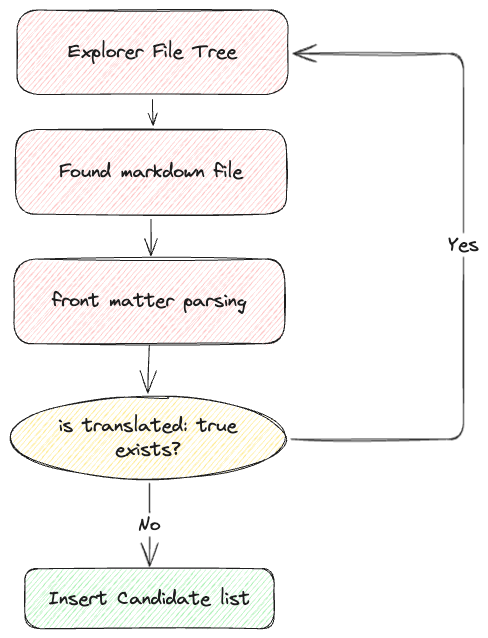 Explorer File Tree
Found markdown file
front matter parsing
is translated: true
exists?
Yes
No
Insert Candidate list